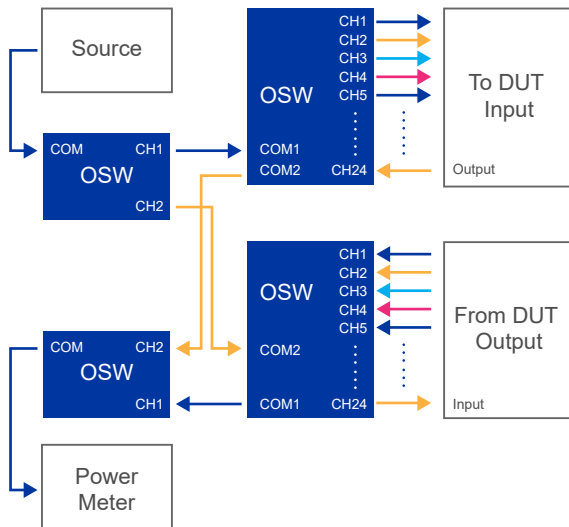 Source
COM
CH1
OSW
CH2
CH1
CH2
CH3
CH4
CH5
OSW
COM1
COM2
CH24
To DUT
Input
Output
CH1
CH2
CH3
CH4
CH5
OSW
COM2
COM1
CH24
From DUT
Output
Input
COM
CH2
OSW
CH1
Power
Meter